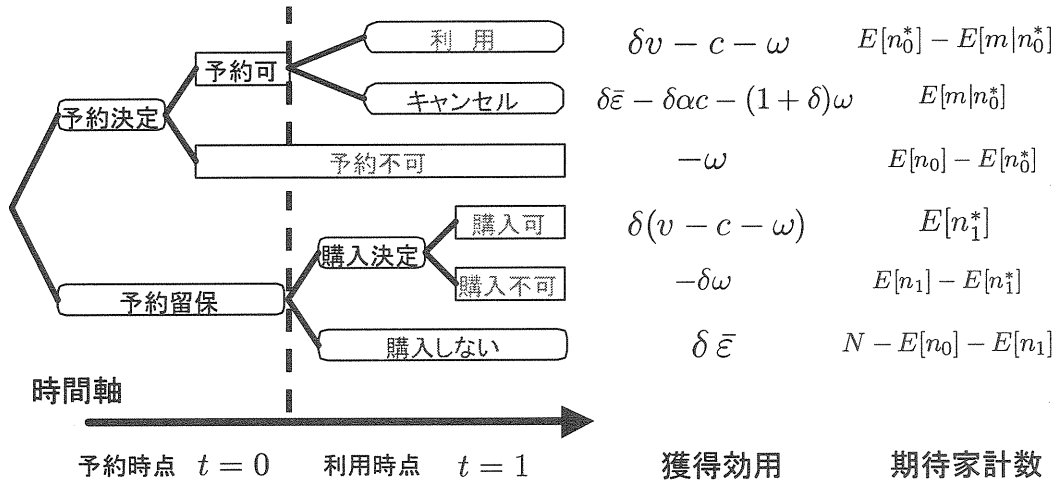 利 用 δv − c − ω E[n₀*] − E[m|n₀*]
予約可
キャンセル δε̄ − δαc − (1 + δ)ω E[m|n₀*]
予約決定
予約不可 −ω E[n₀] − E[n₀*]
購入可 δ(v − c − ω) E[n₁*]
購入決定
購入不可 −δω E[n₁] − E[n₁*]
予約留保
購入しない δ ε̄ N − E[n₀] − E[n₁]
時間軸
予約時点 t = 0 利用時点 t = 1 獲得効用 期待家計数